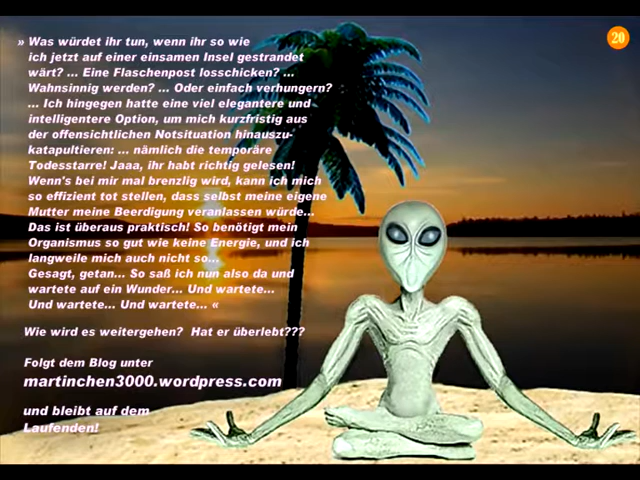 20
» Was würdet ihr tun, wenn ihr so wie
ich jetzt auf einer einsamen Insel gestrandet
wärt? ... Eine Flaschenpost losschicken? ...
Wahnsinnig werden? ... Oder einfach verhungern?
... Ich hingegen hatte eine viel elegantere und
intelligentere Option, um mich kurzfristig aus
der offensichtlichen Notsituation hinauszu-
katapultieren: ... nämlich die temporäre
Todesstarre! Jaaa, ihr habt richtig gelesen!
Wenn's bei mir mal brenzlig wird, kann ich mich
so effizient tot stellen, dass selbst meine eigene
Mutter meine Beerdigung veranlassen würde...
Das ist überaus praktisch! So benötigt mein
Organismus so gut wie keine Energie, und ich
langweile mich auch nicht so...
Gesagt, getan... So saß ich nun also da und
wartete auf ein Wunder... Und wartete...
Und wartete... Und wartete... «
Wie wird es weitergehen? Hat er überlebt???
Folgt dem Blog unter
martinchen3000.wordpress.com
und bleibt auf dem
Laufenden!